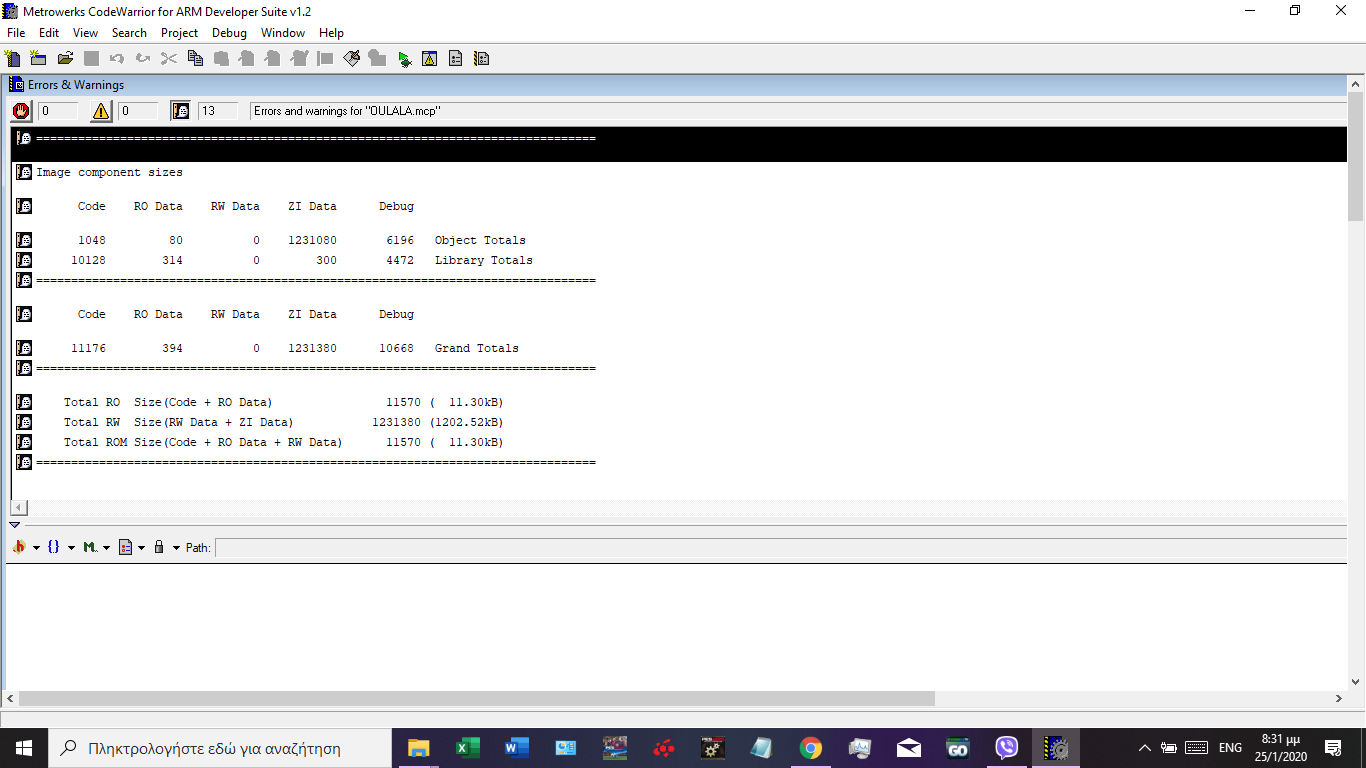 Metrowerks CodeWarrior for ARM Developer Suite v1.2
File Edit View Search Project Debug Window Help
Errors & Warnings
0 0 13 Errors and warnings for "OULALA.mcp"
================================================================================
Image component sizes
Code RO Data RW Data ZI Data Debug
1048 80 0 1231080 6196 Object Totals
10128 314 0 300 4472 Library Totals
================================================================================
Code RO Data RW Data ZI Data Debug
11176 394 0 1231380 10668 Grand Totals
================================================================================
Total RO Size(Code + RO Data) 11570 ( 11.30kB)
Total RW Size(RW Data + ZI Data) 1231380 (1202.52kB)
Total ROM Size(Code + RO Data + RW Data) 11570 ( 11.30kB)
================================================================================
h {} M. Path:
Πληκτρολογήστε εδώ για αναζήτηση
GO
ENG
8:31 μμ
25/1/2020